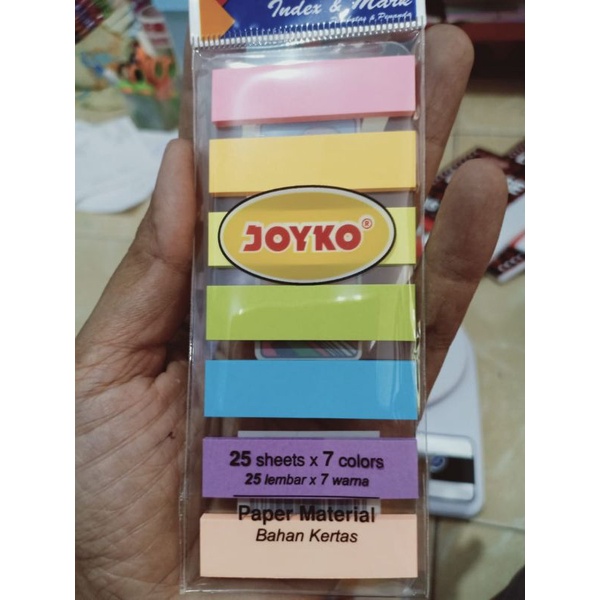 Index & Mark
JOYKO®
25 sheets x 7 colors
25 lembar x 7 warna
Paper Material
Bahan Kertas